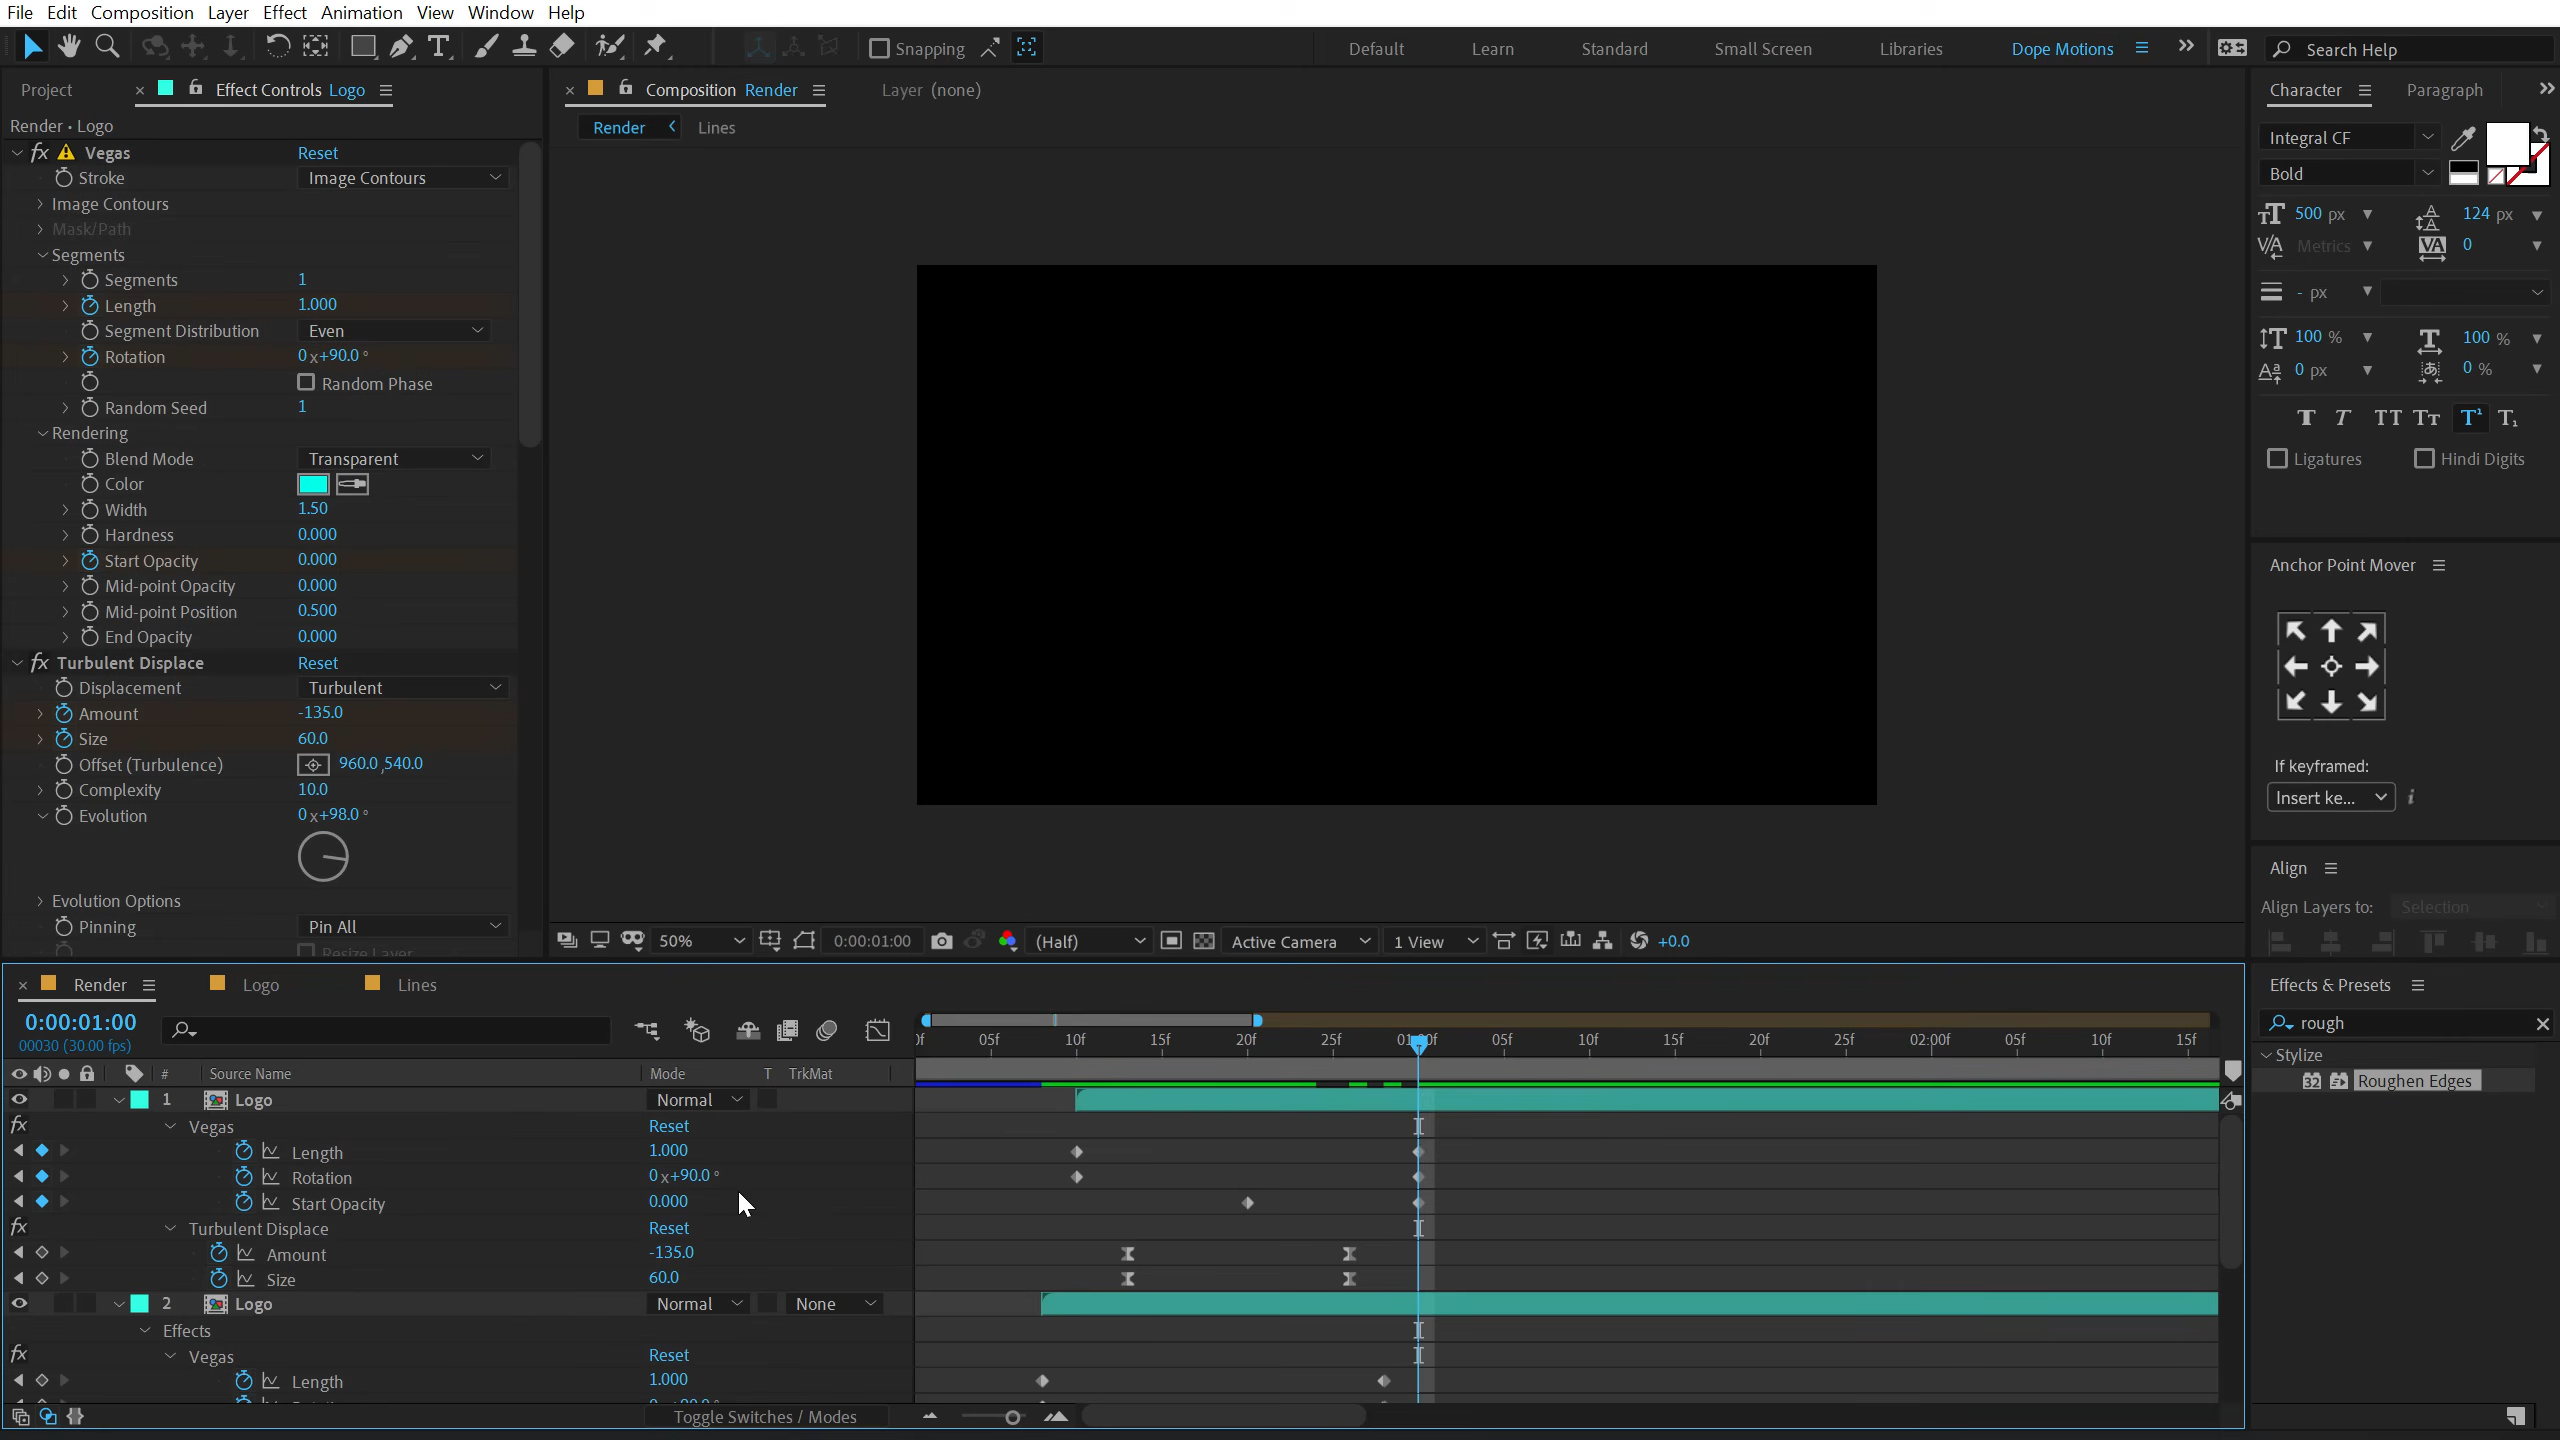 File Edit Composition Layer Effect Animation View Window Help
Snapping Default Learn Standard Small Screen Libraries Dope Motions Search Help
Project Effect Controls Logo
Render • Logo
fx Vegas Reset
Stroke Image Contours
Image Contours
Mask/Path
Segments
Segments 1
Length 1.000
Segment Distribution Even
Rotation 0x+90.0°
Random Phase
Random Seed 1
Rendering
Blend Mode Transparent
Color
Width 1.50
Hardness 0.000
Start Opacity 0.000
Mid-point Opacity 0.000
Mid-point Position 0.500
End Opacity 0.000
fx Turbulent Displace Reset
Displacement Turbulent
Amount -135.0
Size 60.0
Offset (Turbulence) 960.0,540.0
Complexity 10.0
Evolution 0x+98.0°
Evolution Options
Pinning Pin All
Resize Layer
Composition Render Layer (none)
Render Lines
50% 0:00:01:00 (Half) Active Camera 1 View +0.0
Character Paragraph
Integral CF
Bold
500 px 124 px
Metrics 0
- px
100 % 100 %
0 px 0 %
Ligatures Hindi Digits
Anchor Point Mover
If keyframed:
Insert ke...
Align
Align Layers to: Selection
Effects & Presets
rough
Stylize
32 Roughen Edges
Render Logo Lines
0:00:01:00
00030 (30.00 fps)
0f 05f 10f 15f 20f 25f 01:00f 05f 10f 15f 20f 25f 02:00f 05f 10f 15f
# Source Name Mode T TrkMat
1 Logo Normal
fx Vegas Reset
Length 1.000
Rotation 0x+90.0°
Start Opacity 0.000
fx Turbulent Displace Reset
Amount -135.0
Size 60.0
2 Logo Normal None
Effects
fx Vegas Reset
Length 1.000
Toggle Switches / Modes